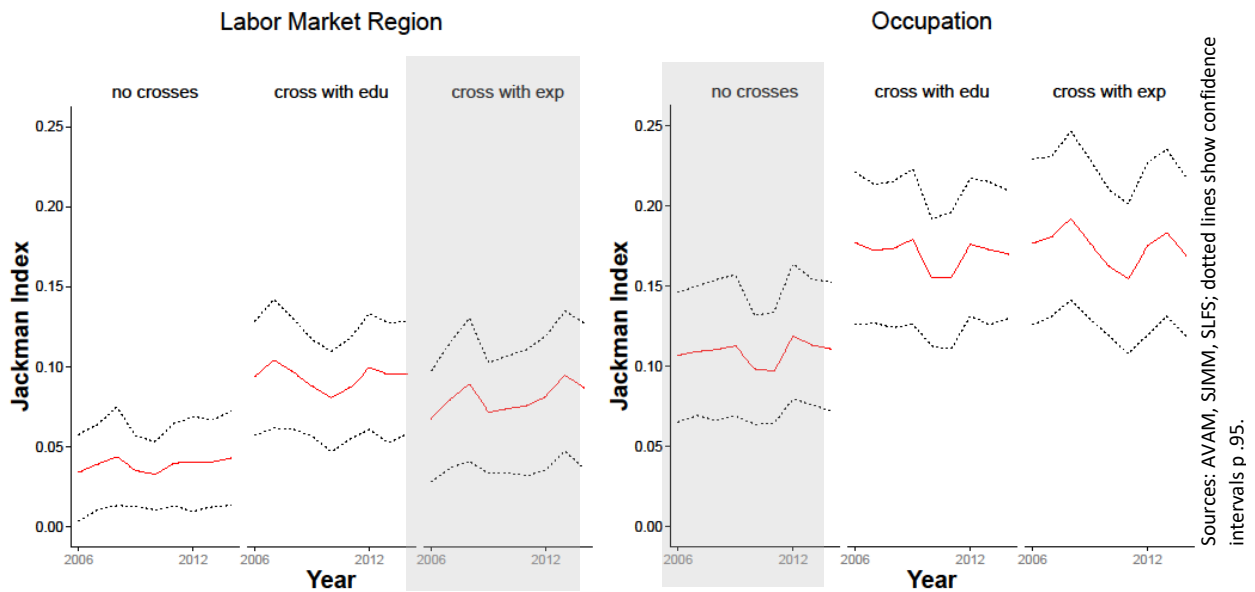 Labor Market Region
no crosses
cross with edu
cross with exp
Jackman Index
0.25
0.20
0.15
0.10
0.05
0.00
2006
2012
2006
2012
2006
2012
Year
Occupation
no crosses
cross with edu
cross with exp
Jackman Index
0.25
0.20
0.15
0.10
0.05
0.00
2006
2012
2006
2012
2006
2012
Year
Sources: AVAM, SJMM, SLFS; dotted lines show confidence
intervals p .95.